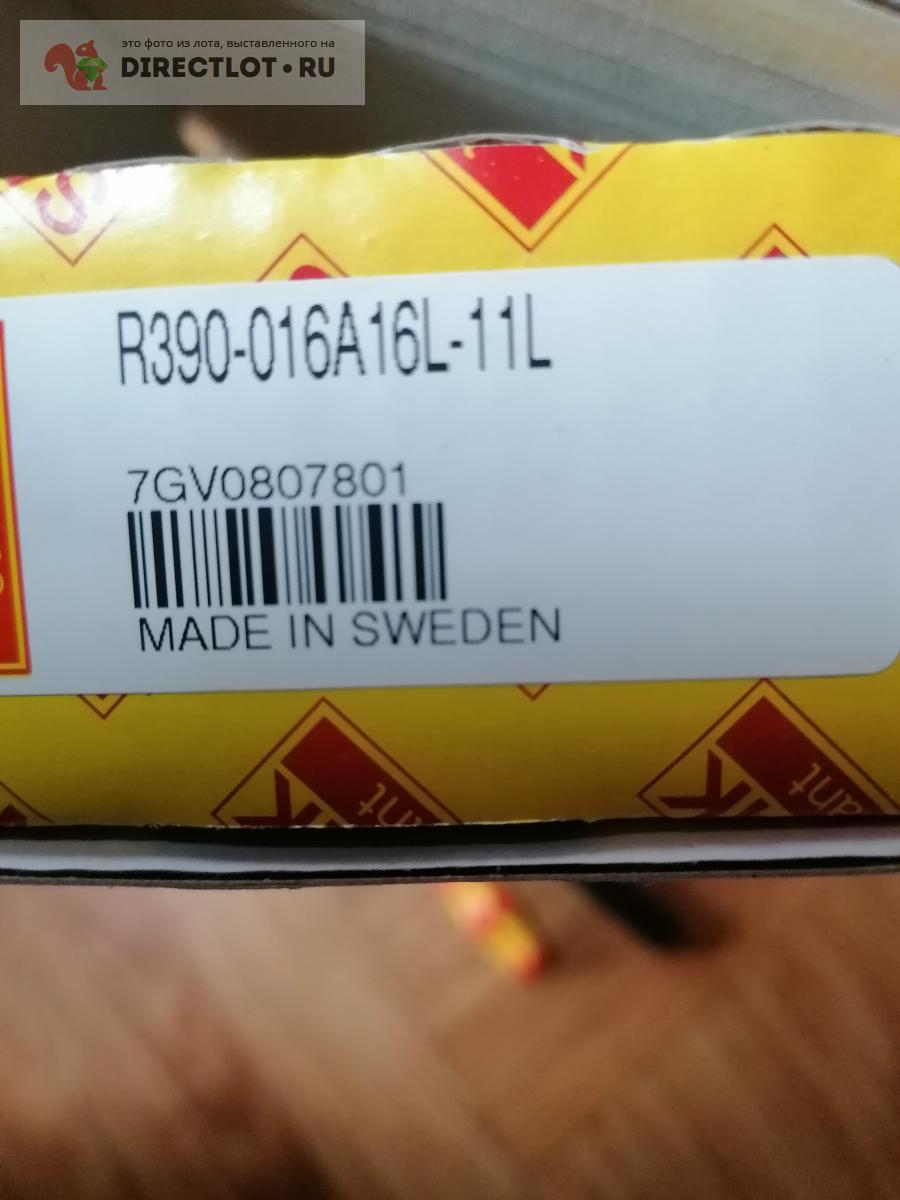 это фото из лота, выставленного на
DIRECTLOT•RU
R390-016A16L-11L
7GV0807801
MADE IN SWEDEN